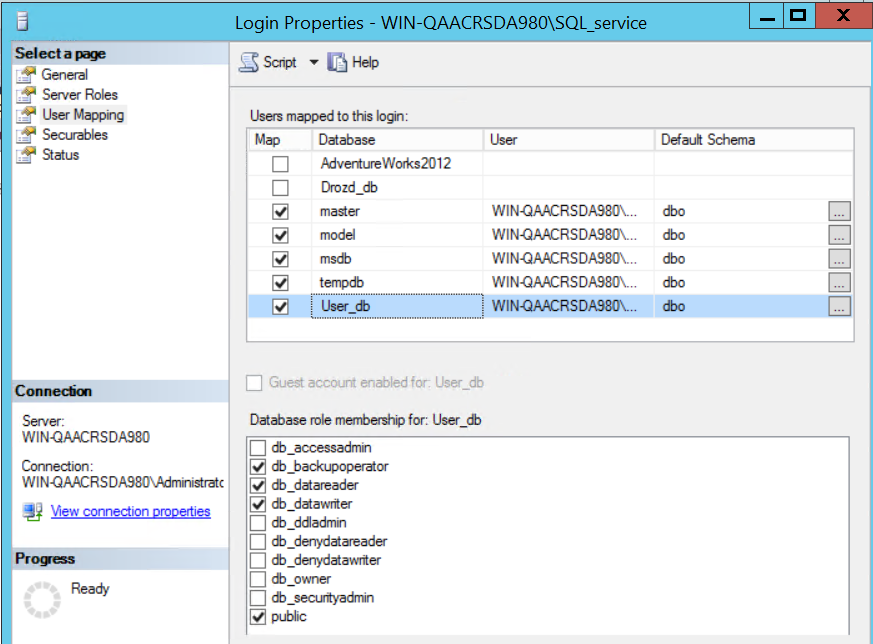 Login Properties - WIN-QAACRSDA980\SQL_service
Select a page
General
Server Roles
User Mapping
Securables
Status
Script
Help
Users mapped to this login:
Map Database User Default Schema
AdventureWorks2012
Drozd_db
master WIN-QAACRSDA980\... dbo ...
model WIN-QAACRSDA980\... dbo ...
msdb WIN-QAACRSDA980\... dbo ...
tempdb WIN-QAACRSDA980\... dbo ...
User_db WIN-QAACRSDA980\... dbo ...
Guest account enabled for: User_db
Database role membership for: User_db
db_accessadmin
db_backupoperator
db_datareader
db_datawriter
db_ddladmin
db_denydatareader
db_denydatawriter
db_owner
db_securityadmin
public
Connection
Server:
WIN-QAACRSDA980
Connection:
WIN-QAACRSDA980\Administrato
View connection properties
Progress
Ready